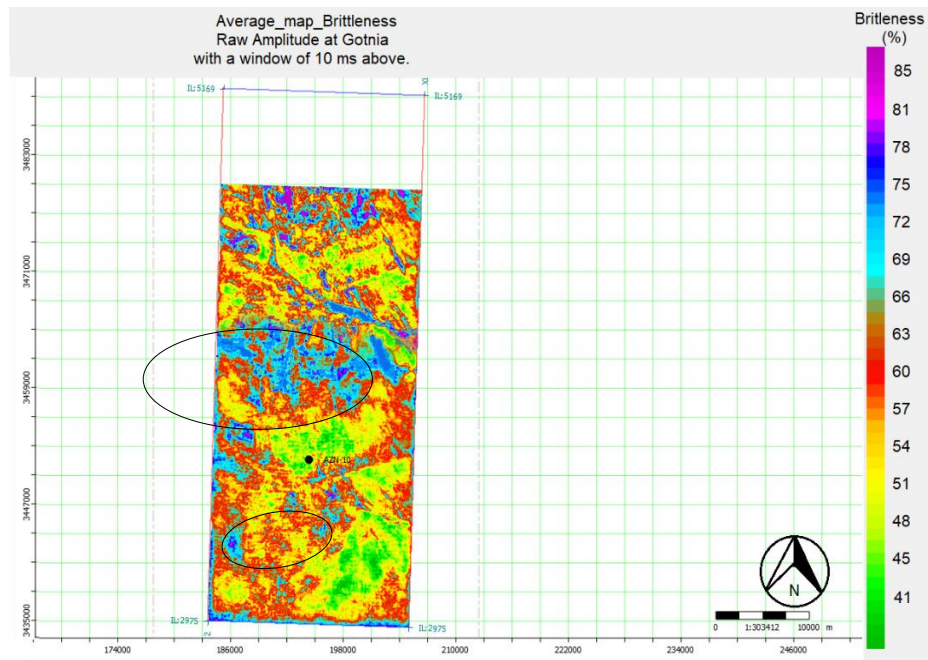 Average_map_Brittleness
Raw Amplitude at Gotnia
with a window of 10 ms above.
Britleness
(%)
85
81
78
75
72
69
66
63
60
57
54
51
48
45
41
IL:5169
IL:5169
3483000
3471000
3459000
3447000
3435000
AZN-10
IL:2975
IL:2975
2
N
0 1:303412 10000 m
174000 186000 198000 210000 222000 234000 246000